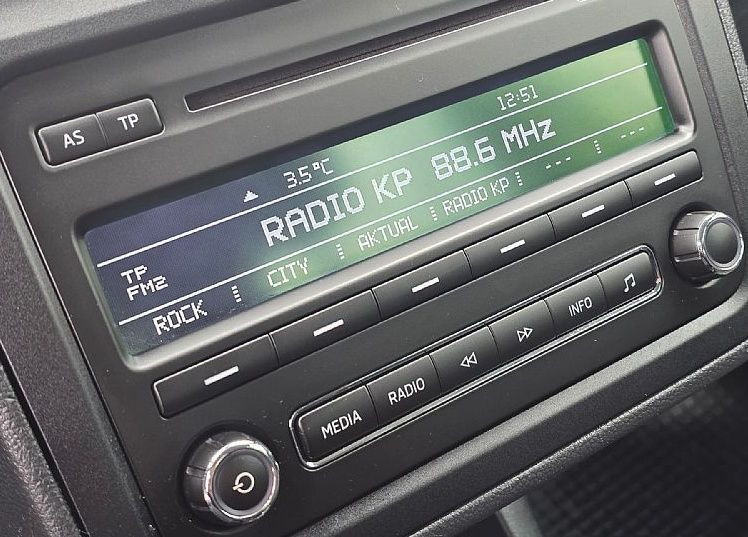 AS TP
12:51
3.5°C
RADIO KP 88.6 MHz
TP
FM2
ROCK CITY AKTUAL RADIO KP --- ---
MEDIA RADIO INFO